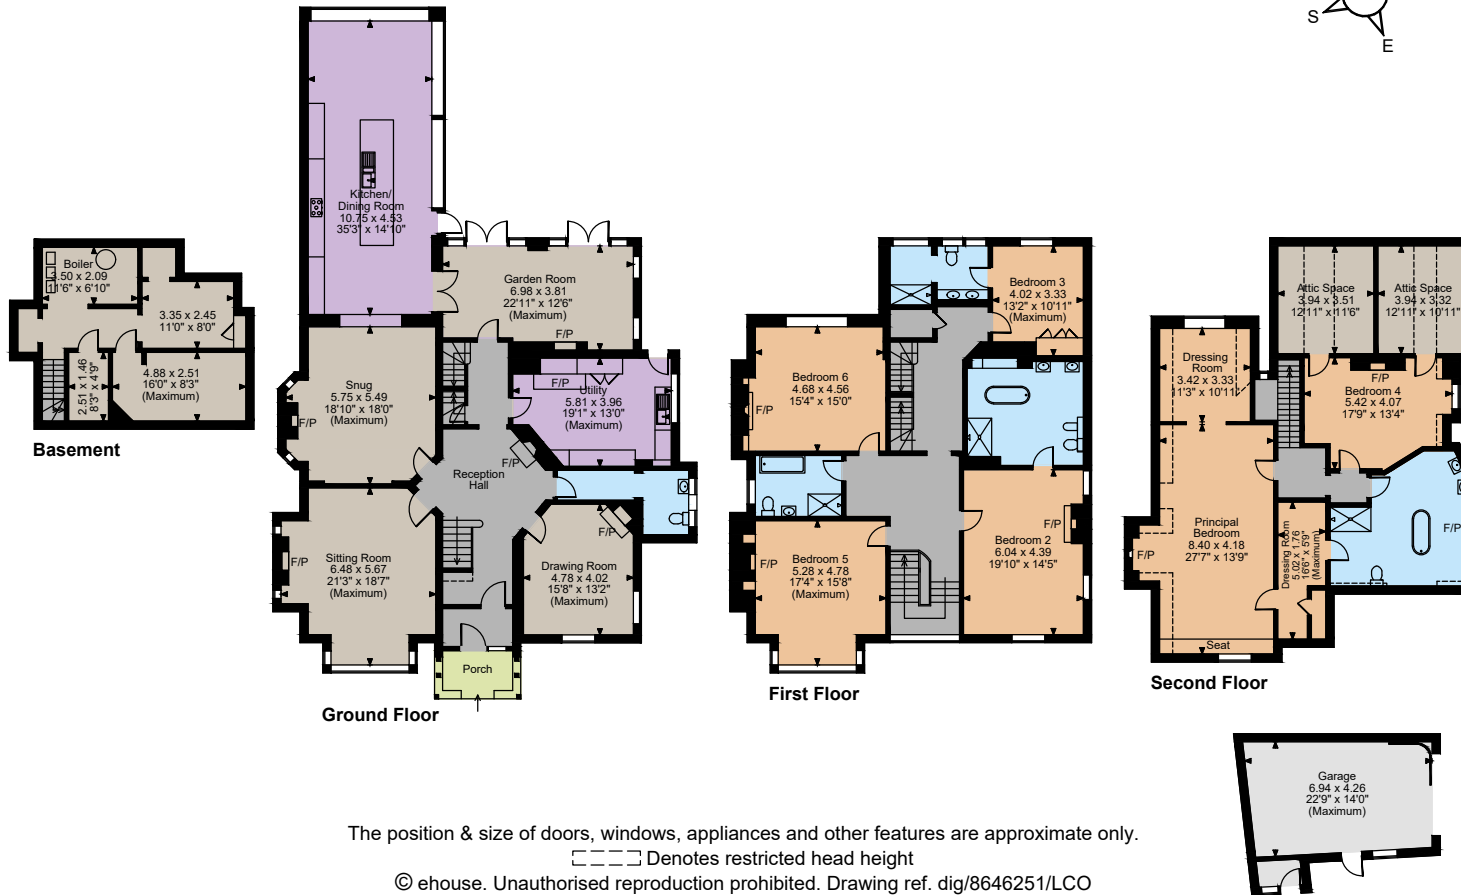 S
E
Kitchen/
Dining Room
10.75 x 4.53
35'3" x 14'10"
Boiler
3.50 x 2.09
11'6" x 6'10"
3.35 x 2.45
11'0" x 8'0"
2.51 x 1.46
8'3" x 4'9"
4.88 x 2.51
16'0" x 8'3"
(Maximum)
Basement
Garden Room
6.98 x 3.81
22'11" x 12'6"
(Maximum)
F/P
Snug
5.75 x 5.49
18'10" x 18'0"
(Maximum)
F/P
F/P
Utility
5.81 x 3.96
19'1" x 13'0"
(Maximum)
Reception
Hall
F/P
Sitting Room
6.48 x 5.67
21'3" x 18'7"
(Maximum)
F/P
F/P
Drawing Room
4.78 x 4.02
15'8" x 13'2"
(Maximum)
Porch
Ground Floor
Bedroom 3
4.02 x 3.33
13'2" x 10'11"
(Maximum)
Bedroom 6
4.68 x 4.56
15'4" x 15'0"
F/P
Bedroom 5
5.28 x 4.78
17'4" x 15'8"
(Maximum)
F/P
Bedroom 2
6.04 x 4.39
19'10" x 14'5"
F/P
First Floor
Attic Space
3.94 x 3.51
12'11" x 11'6"
Attic Space
3.94 x 3.32
12'11" x 10'11"
Dressing
Room
3.42 x 3.33
11'3" x 10'11"
F/P
Bedroom 4
5.42 x 4.07
17'9" x 13'4"
Principal
Bedroom
8.40 x 4.18
27'7" x 13'9"
F/P
Dressing Room
5.02 x 1.76
16'6" x 5'9"
(Maximum)
F/P
Seat
Second Floor
Garage
6.94 x 4.26
22'9" x 14'0"
(Maximum)
The position & size of doors, windows, appliances and other features are approximate only.
Denotes restricted head height
© ehouse. Unauthorised reproduction prohibited. Drawing ref. dig/8646251/LCO